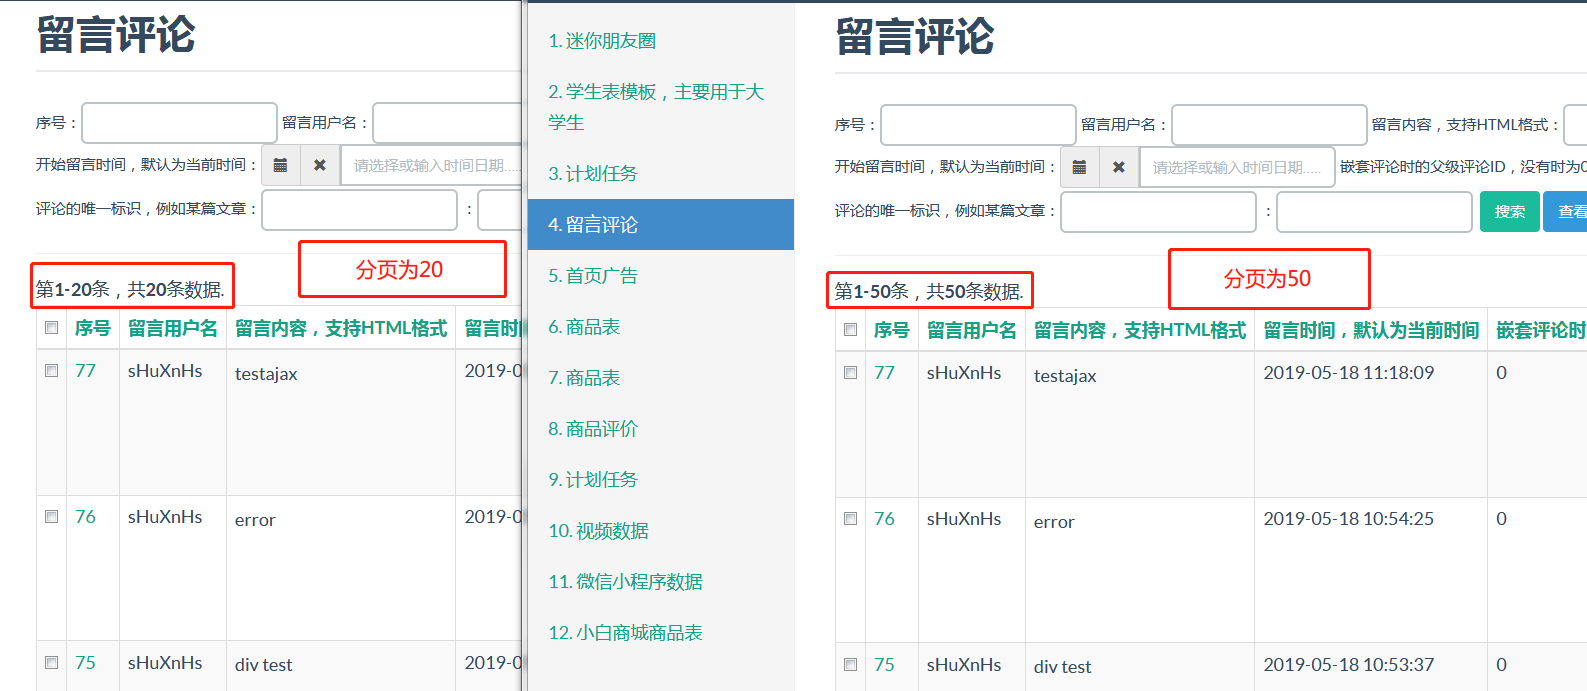 留言评论
序号：
留言用户名：
开始留言时间，默认为当前时间：
请选择或输入时间日期.....
评论的唯一标识，例如某篇文章：
:
分页为20
第1-20条，共20条数据.
序号 留言用户名 留言内容，支持HTML格式 留言时
77 sHuXnHs testajax 2019-0
76 sHuXnHs error 2019-0
75 sHuXnHs div test 2019-0
1. 迷你朋友圈
2. 学生表模板，主要用于大
学生
3. 计划任务
4. 留言评论
5. 首页广告
6. 商品表
7. 商品表
8. 商品评价
9. 计划任务
10. 视频数据
11. 微信小程序数据
12. 小白商城商品表
留言评论
序号：
留言用户名：
留言内容，支持HTML格式：
开始留言时间，默认为当前时间：
请选择或输入时间日期.....
嵌套评论时的父级评论ID，没有时为0
评论的唯一标识，例如某篇文章：
:
搜索
查看
分页为50
第1-50条，共50条数据.
序号 留言用户名 留言内容，支持HTML格式 留言时间，默认为当前时间 嵌套评论时
77 sHuXnHs testajax 2019-05-18 11:18:09 0
76 sHuXnHs error 2019-05-18 10:54:25 0
75 sHuXnHs div test 2019-05-18 10:53:37 0